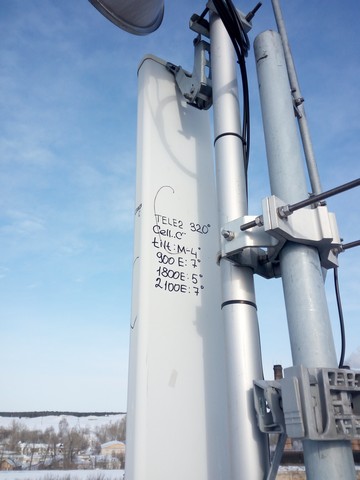 TELE2 320°
Cell.C
tilt: M-4°
900 E: 7°
1800E: 5°
2100E: 7°